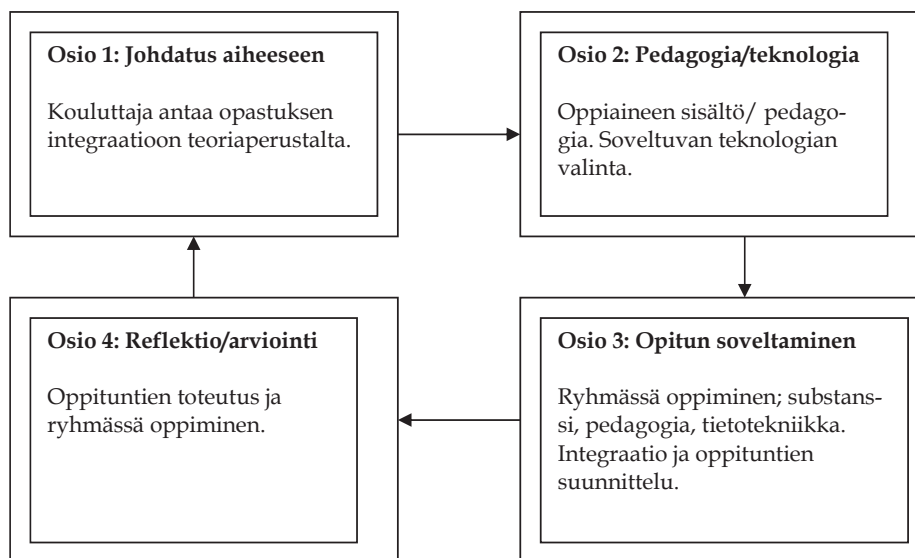 Osio 1: Johdatus aiheeseen
Kouluttaja antaa opastuksen
integraatioon teoriaperustalta.
Osio 2: Pedagogia/teknologia
Oppiaineen sisältö/ pedago-
gia. Soveltuvan teknologian
valinta.
Osio 4: Reflektio/arviointi
Oppituntien toteutus ja
ryhmässä oppiminen.
Osio 3: Opitun soveltaminen
Ryhmässä oppiminen; substans-
si, pedagogia, tietotekniikka.
Integraatio ja oppituntien
suunnittelu.